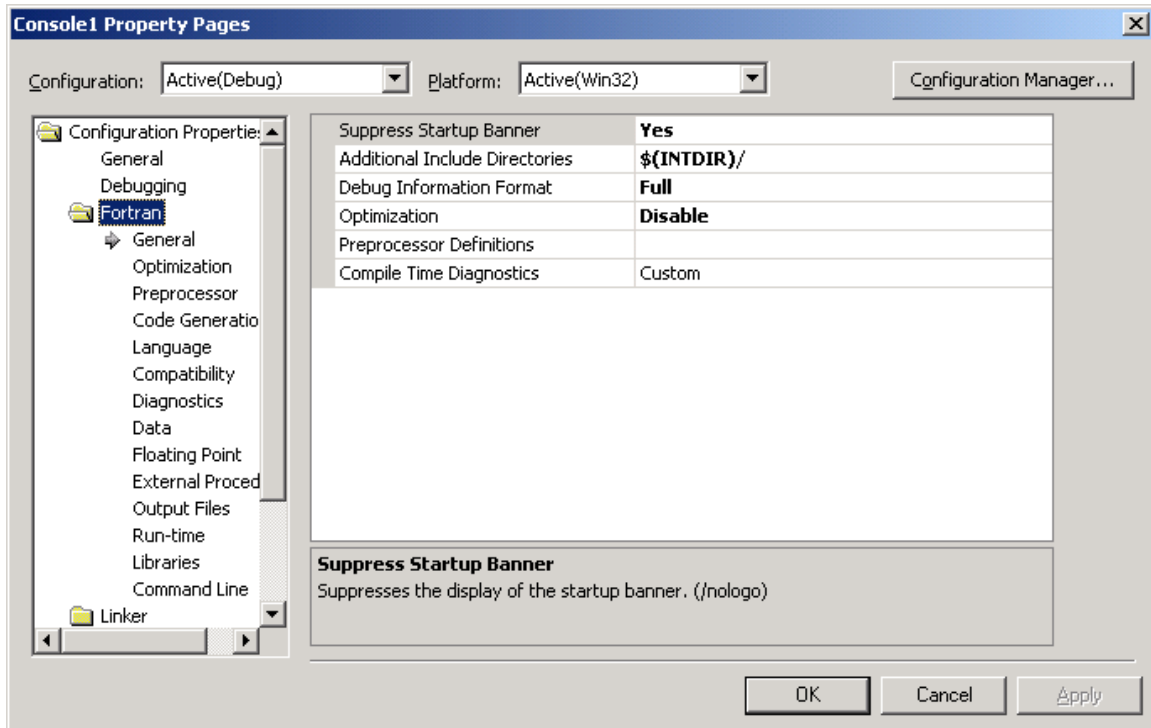 Console1 Property Pages
Configuration: Active(Debug) Platform: Active(Win32) Configuration Manager...
Configuration Propertie:
General
Debugging
Fortran
General
Optimization
Preprocessor
Code Generatio
Language
Compatibility
Diagnostics
Data
Floating Point
External Proced
Output Files
Run-time
Libraries
Command Line
Linker
Suppress Startup Banner Yes
Additional Include Directories $(INTDIR)/
Debug Information Format Full
Optimization Disable
Preprocessor Definitions
Compile Time Diagnostics Custom
Suppress Startup Banner
Suppresses the display of the startup banner. (/nologo)
OK Cancel Apply